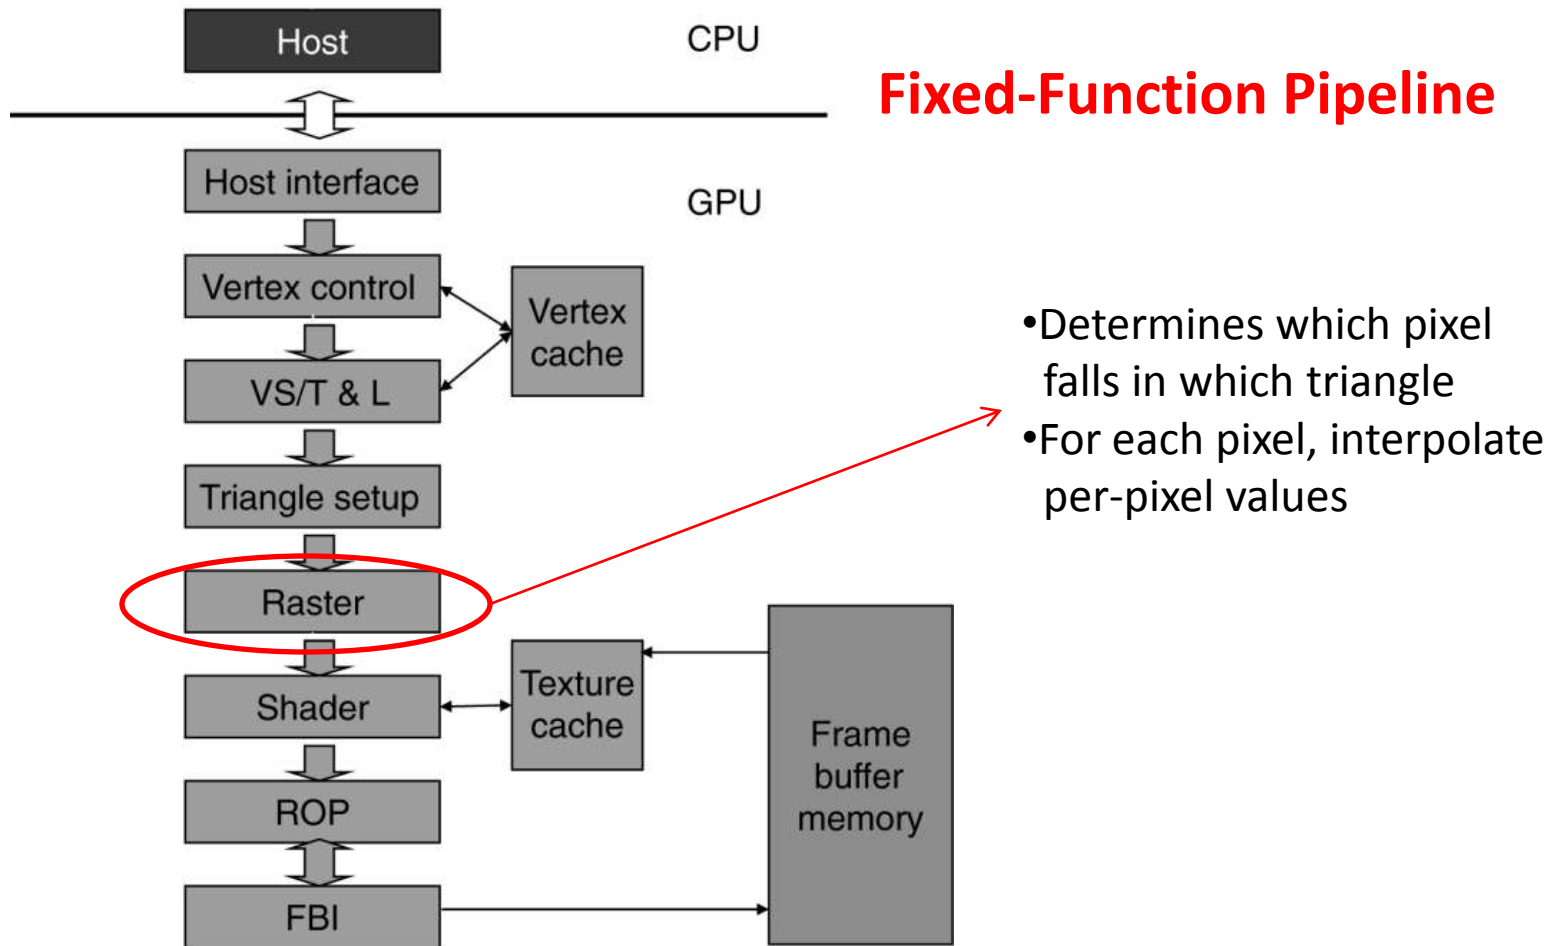 Host
CPU
Fixed-Function Pipeline
Host interface
GPU
Vertex control
Vertex
cache
VS/T & L
•Determines which pixel
falls in which triangle
•For each pixel, interpolate
per-pixel values
Triangle setup
Raster
Shader
Texture
cache
Frame
buffer
memory
ROP
FBI